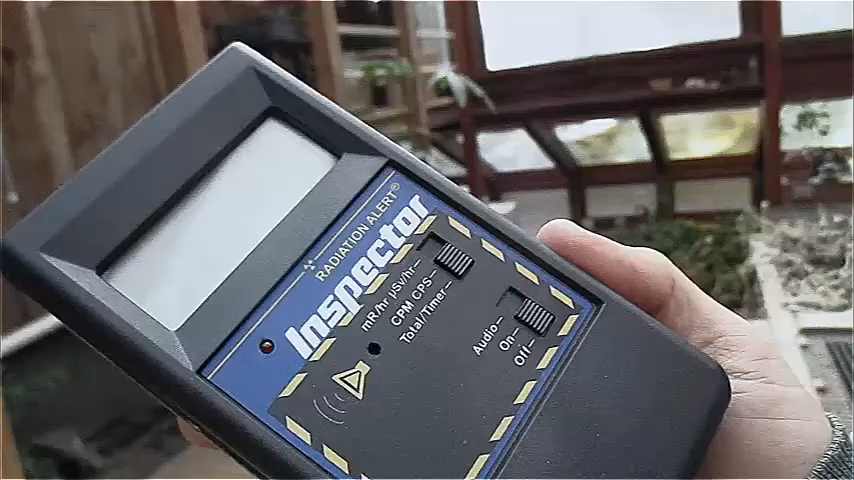 RADIATION ALERT®
Inspector
mR/hr µSv/hr
CPM CPS
Total/Timer
Audio
On
Off